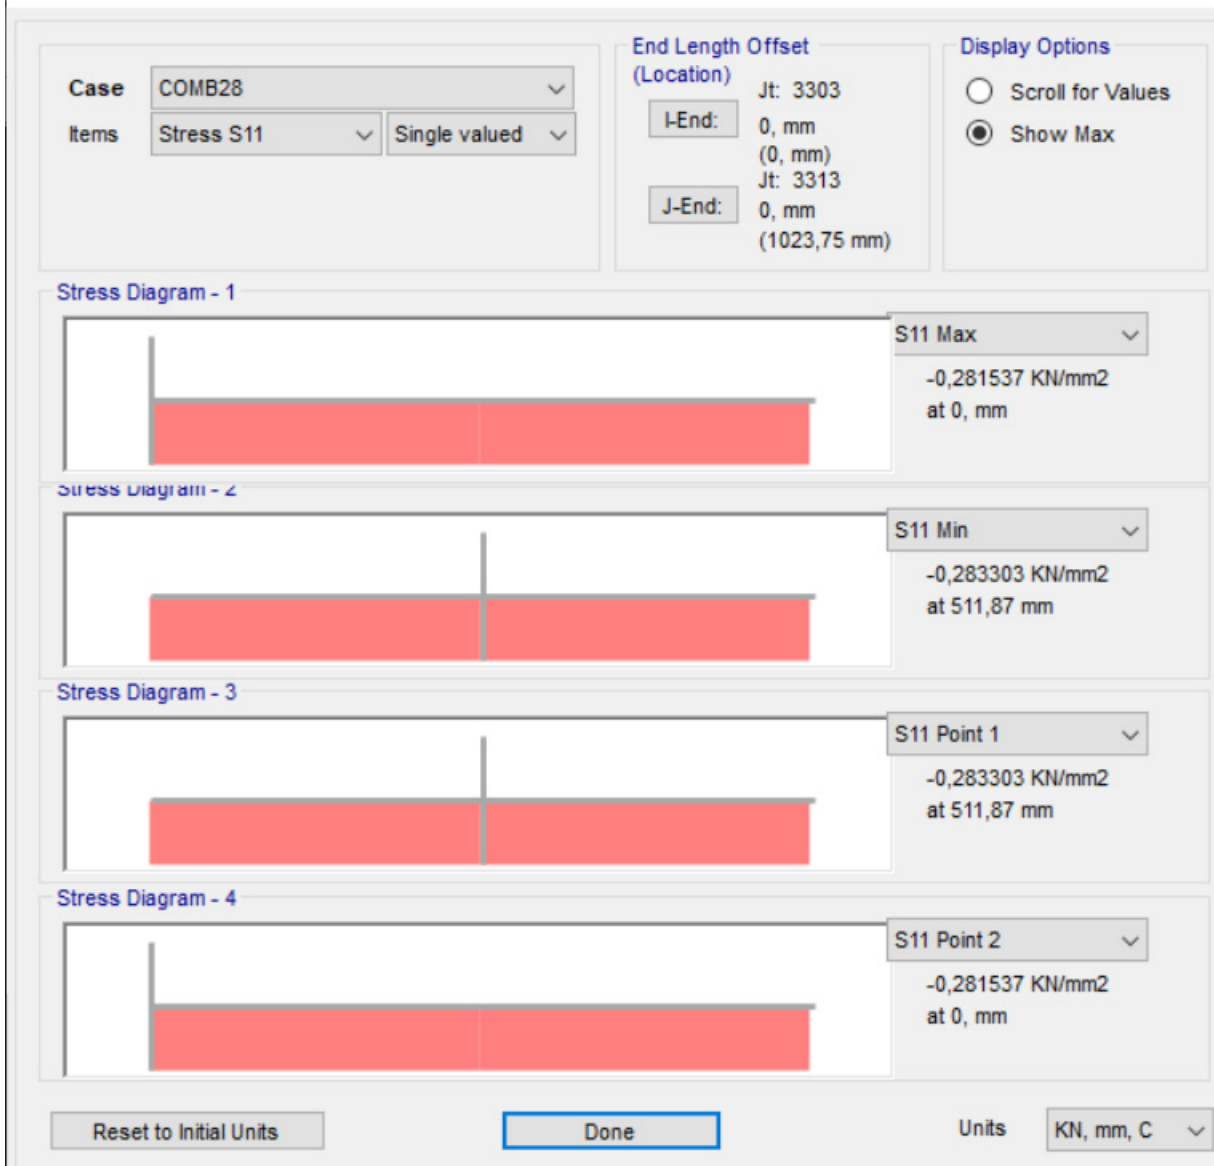 Case
COMB28
Items
Stress S11
Single valued
End Length Offset
(Location)
I-End:
Jt: 3303
0, mm
(0, mm)
J-End:
Jt: 3313
0, mm
(1023,75 mm)
Display Options
Scroll for Values
Show Max
Stress Diagram - 1
S11 Max
-0,281537 KN/mm2
at 0, mm
Stress Diagram - 2
S11 Min
-0,283303 KN/mm2
at 511,87 mm
Stress Diagram - 3
S11 Point 1
-0,283303 KN/mm2
at 511,87 mm
Stress Diagram - 4
S11 Point 2
-0,281537 KN/mm2
at 0, mm
Reset to Initial Units
Done
Units
KN, mm, C